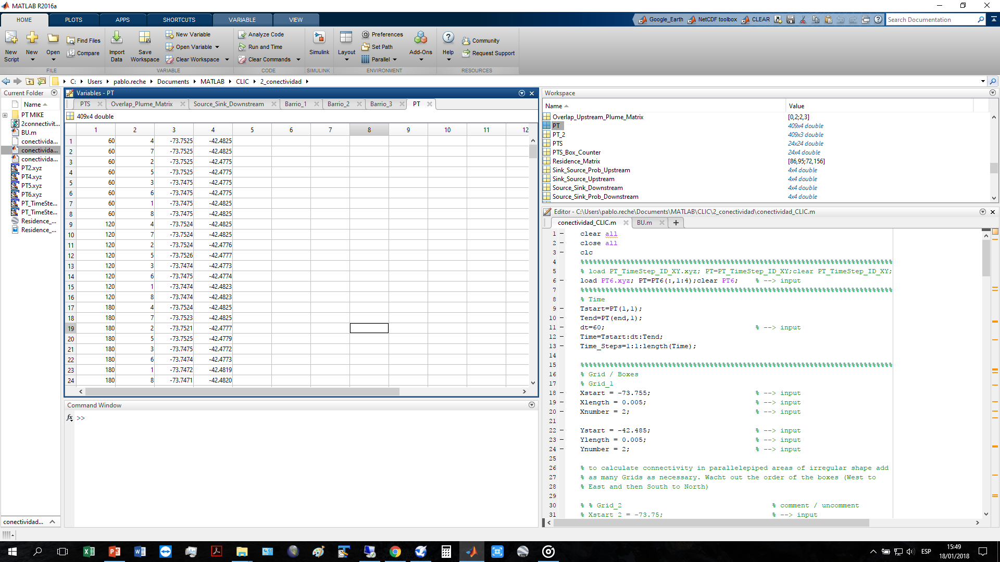 MATLAB R2016a
HOME PLOTS APPS SHORTCUTS VARIABLE VIEW
Google_Earth NetCDF toolbox CLEAR Search Documentation
New Script New Open Find Files Compare
Import Data Save Workspace New Variable Open Variable Clear Workspace
Analyze Code Run and Time Clear Commands
Simulink Layout Preferences Set Path Parallel Add-Ons
Help Community Request Support
FILE VARIABLE CODE SIMULINK ENVIRONMENT RESOURCES
C: Users pablo.reche Documents MATLAB CLIC 2_conectividad
Current Folder
Name
PT MIKE
2connectivit...
BU.m
conectivida...
conectivida...
conectivida...
PT2.xyz
PT4.xyz
PT5.xyz
PT6.xyz
PT_TimeSte...
PT_TimeSte...
Residence_...
Residence_...
conectividad...
Variables - PT
PTS Overlap_Plume_Matrix Source_Sink_Downstream Barrio_1 Barrio_2 Barrio_3 PT
409x4 double
1 2 3 4 5 6 7 8 9 10 11 12
1 60 4 -73.7525 -42.4825
2 60 7 -73.7525 -42.4825
3 60 2 -73.7525 -42.4775
4 60 5 -73.7525 -42.4775
5 60 3 -73.7475 -42.4775
6 60 6 -73.7475 -42.4775
7 60 1 -73.7475 -42.4825
8 60 8 -73.7475 -42.4825
9 120 4 -73.7524 -42.4825
10 120 7 -73.7524 -42.4825
11 120 2 -73.7524 -42.4776
12 120 5 -73.7526 -42.4777
13 120 3 -73.7474 -42.4773
14 120 6 -73.7475 -42.4774
15 120 1 -73.7474 -42.4823
16 120 8 -73.7474 -42.4823
17 180 4 -73.7524 -42.4825
18 180 7 -73.7523 -42.4825
19 180 2 -73.7521 -42.4777
20 180 5 -73.7525 -42.4779
21 180 3 -73.7475 -42.4772
22 180 6 -73.7474 -42.4773
23 180 1 -73.7472 -42.4819
24 180 8 -73.7471 -42.4820
Command Window
fx >>
Workspace
Name Value
Overlap_Upstream_Plume_Matrix [0,2;2,3]
PT 409x4 double
PT_2 409x3 double
PTS 24x24 double
PTS_Box_Counter 24x4 double
Residence_Matrix [86,95;72,156]
Sink_Source_Prob_Upstream 4x4 double
Sink_Source_Upstream 4x4 double
Source_Sink_Downstream 4x4 double
Source_Sink_Prob_Downstream 4x4 double
Editor - C:\Users\pablo.reche\Documents\MATLAB\CLIC\2_conectividad\conectividad_CLIC.m
conectividad_CLIC.m BU.m
1 clear all
2 close all
3 clc
4 %%%%%%%%%%%%%%%%%%%%%%%%%%%%%%%%%%%%%%%%%%%%%%%%%%%%%%%%%%%%%%%%%%%%%%%%%%%%%
5 % load PT_TimeStep_ID_XY.xyz; PT=PT_TimeStep_ID_XY;clear PT_TimeStep_ID_XY;
6 load PT6.xyz; PT=PT6(:,1:4);clear PT6; % --> input
7 %%%%%%%%%%%%%%%%%%%%%%%%%%%%%%%%%%%%%%%%%%%%%%%%%%%%%%%%%%%%%%%%%%%%%%%%%%%%%
8 % Time
9 Tstart=PT(1,1);
10 Tend=PT(end,1);
11 dt=60; % --> input
12 Time=Tstart:dt:Tend;
13 Time_Steps=1:1:length(Time);
14
15 %%%%%%%%%%%%%%%%%%%%%%%%%%%%%%%%%%%%%%%%%%%%%%%%%%%%%%%%%%%%%%%%%%%%%%%%%%%%%
16 % Grid / Boxes
17 % Grid_1
18 Xstart = -73.755; % --> input
19 Xlength = 0.005; % --> input
20 Xnumber = 2; % --> input
21
22 Ystart = -42.485; % --> input
23 Ylength = 0.005; % --> input
24 Ynumber = 2; % --> input
25
26 % to calculate connectivity in parallelepiped areas of irregular shape add
27 % as many Grids as necessary. Wacht out the order of the boxes (West to
28 % East and then South to North)
29
30 % % Grid_2 % comment / uncomment
31 % Xstart_2 = -73.75; % --> input
ESP 15:49
18/01/2018